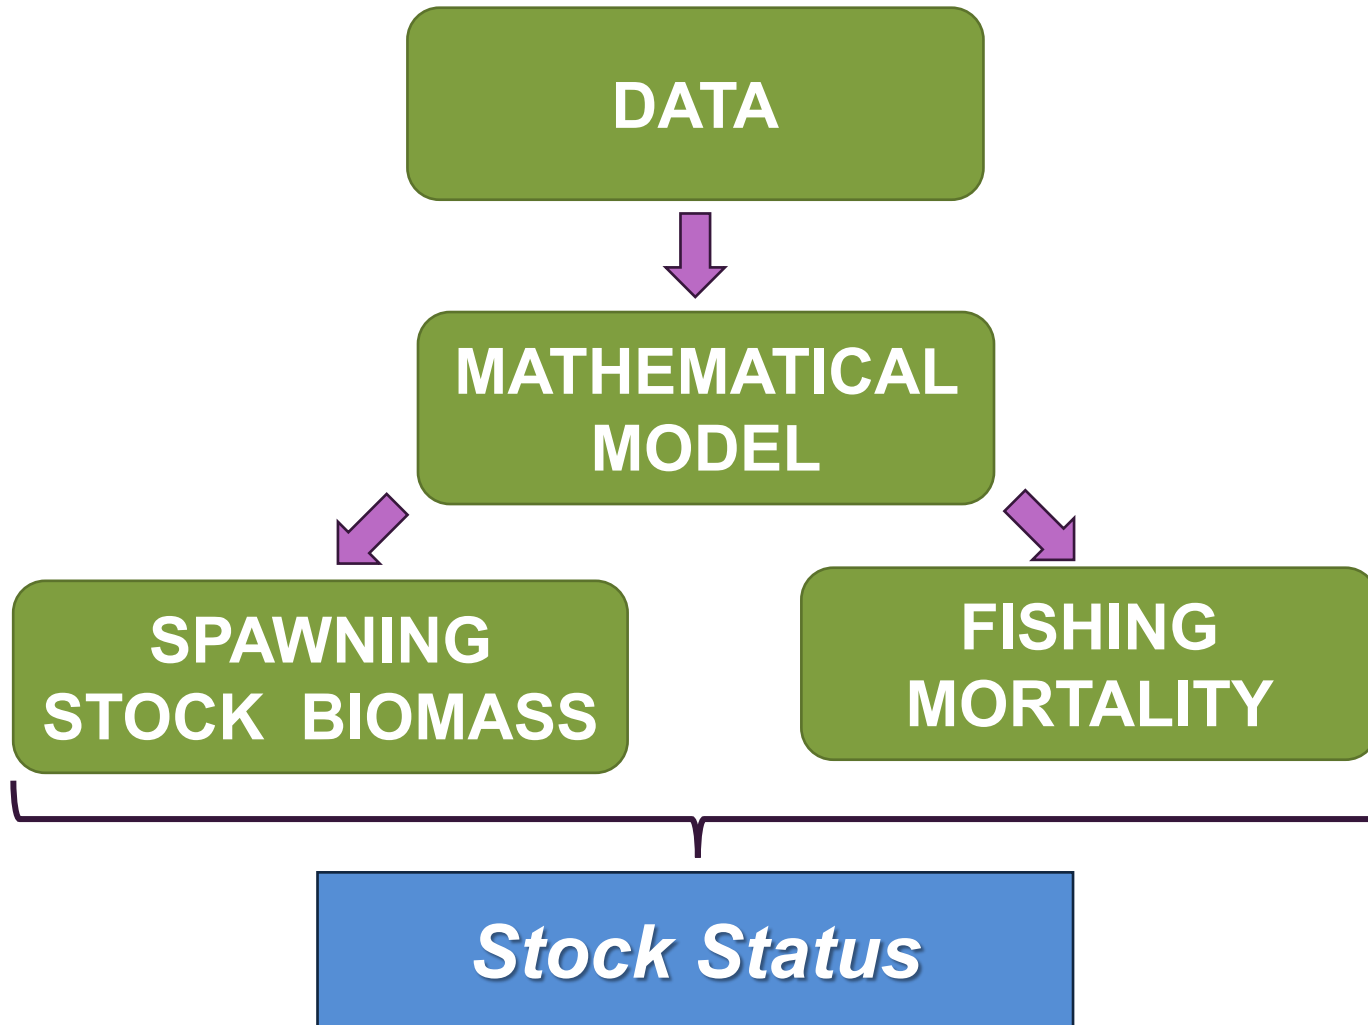 DATA
MATHEMATICAL
MODEL
SPAWNING
STOCK BIOMASS
FISHING
MORTALITY
Stock Status